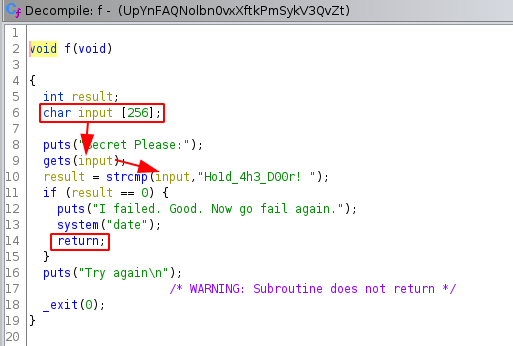 Decompile: f - (UpYnFAQNolbn0vxXftkPmSykV3QvZt)
1
2 void f(void)
3
4 {
5 int result;
6 char input [256];
7
8 puts("Secret Please:");
9 gets(input);
10 result = strcmp(input,"Hold_4h3_D00r! ");
11 if (result == 0) {
12 puts("I failed. Good. Now go fail again.");
13 system("date");
14 return;
15 }
16 puts("Try again\n");
17 /* WARNING: Subroutine does not return */
18 _exit(0);
19 }
20